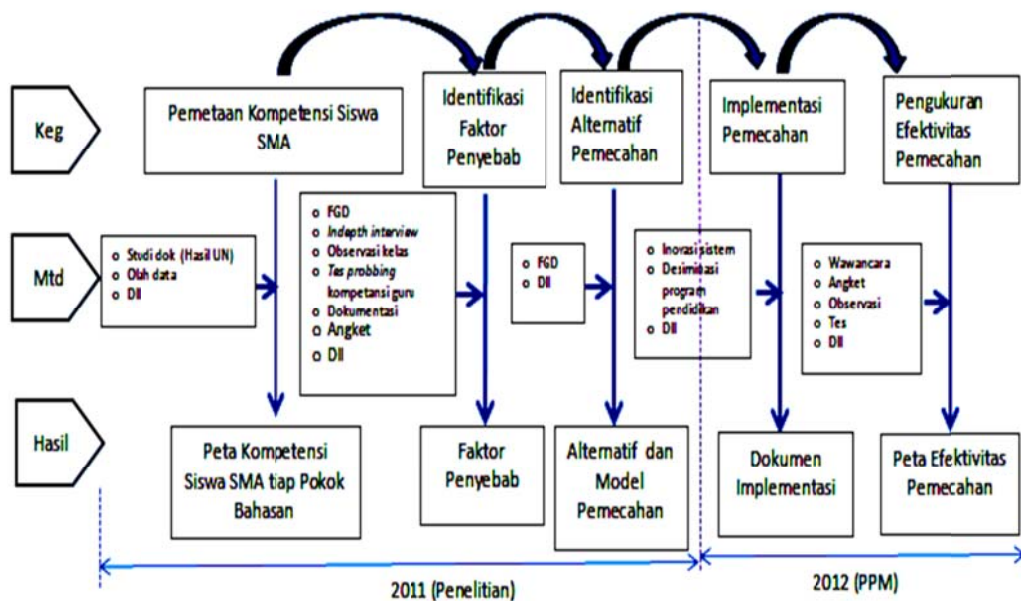 Keg
Pemetaan Kompetensi Siswa
SMA
Identifikasi
Faktor
Penyebab
Identifikasi
Alternatif
Pemecahan
Implementasi
Pemecahan
Pengukuran
Efektivitas
Pemecahan
Mtd
o Studi dok (Hasil UN)
o Olah data
o Dll
o FGD
o Indepth interview
o Observasi kelas
o Tes probbing
kompetansi guru
o Dokumentasi
o Angket
o Dll
o FGD
o Dll
o Inorasi sistem
o Desimitasi
program
pendidikan
o Dll
o Wawancara
o Angket
o Observasi
o Tes
o Dll
Hasil
Peta Kompetensi
Siswa SMA tiap Pokok
Bahasan
Faktor
Penyebab
Alternatif dan
Model
Pemecahan
Dokumen
Implementasi
Peta Efektivitas
Pemecahan
2011 (Penelitian)
2012 (PPM)